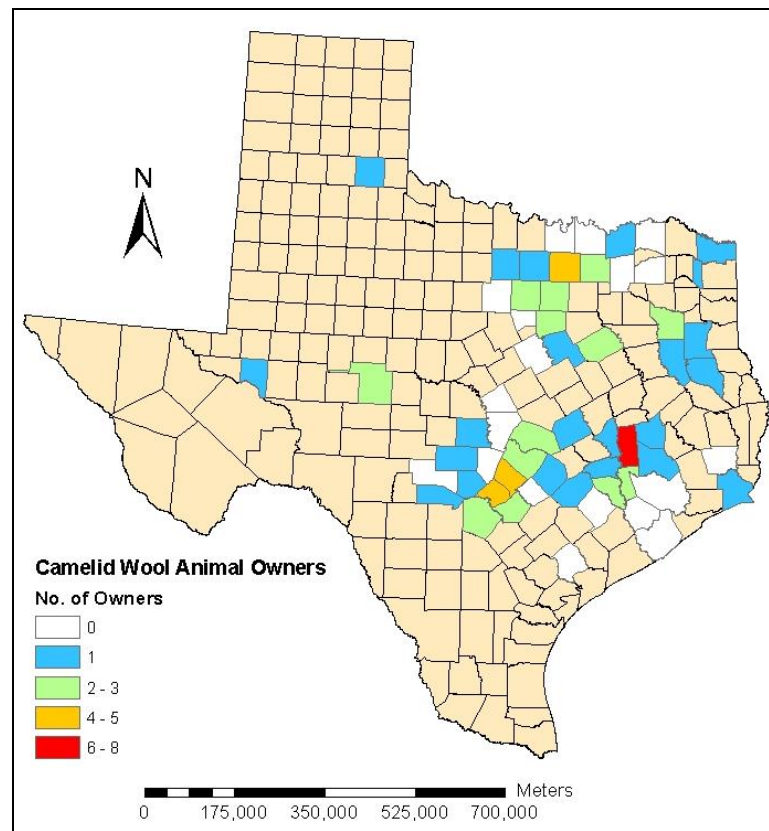 N
Camelid Wool Animal Owners
No. of Owners
0
1
2 - 3
4 - 5
6 - 8
Meters
0 175,000 350,000 525,000 700,000